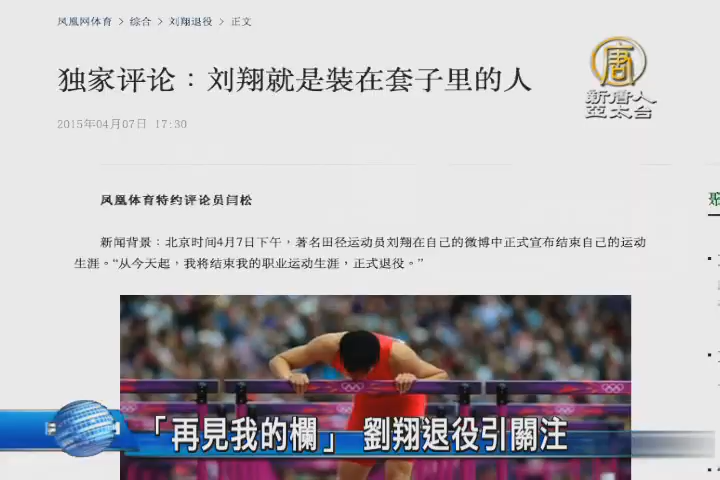 凤凰网体育 > 综合 > 刘翔退役 > 正文
独家评论：刘翔就是装在套子里的人
2015年04月07日 17:30
唐
新唐人
亞太台
凤凰体育特约评论员闫松
新闻背景：北京时间4月7日下午，著名田径运动员刘翔在自己的微博中正式宣布结束自己的运动
生涯。“从今天起，我将结束我的职业运动生涯，正式退役。”
「再見我的欄」 劉翔退役引關注